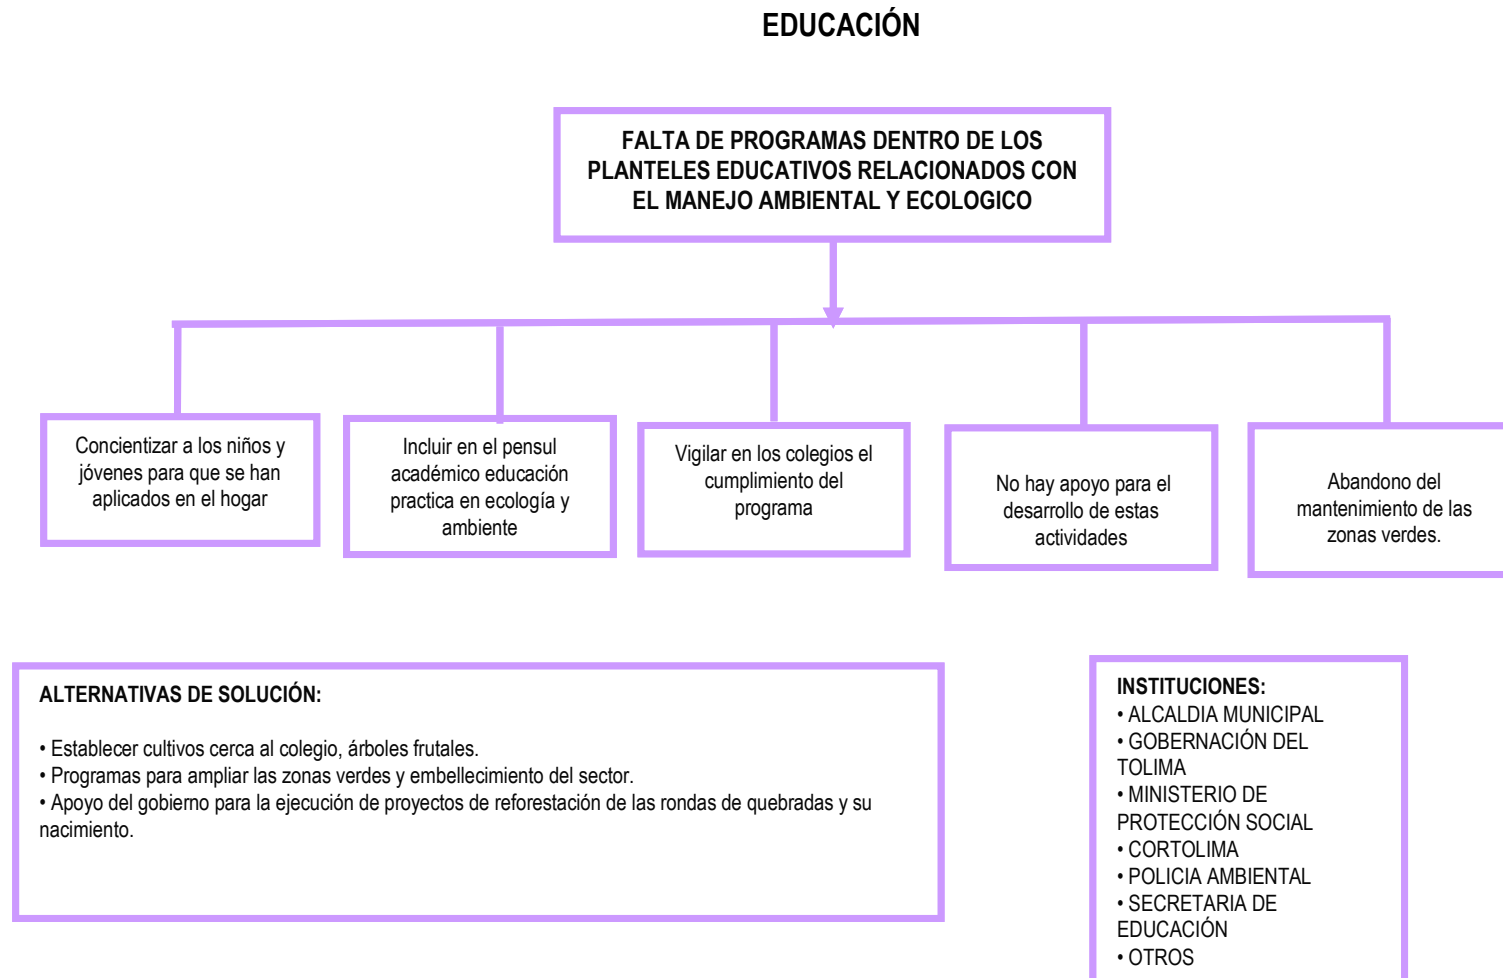 EDUCACIÓN
FALTA DE PROGRAMAS DENTRO DE LOS
PLANTELES EDUCATIVOS RELACIONADOS CON
EL MANEJO AMBIENTAL Y ECOLOGICO
Concientizar a los niños y
jóvenes para que se han
aplicados en el hogar
Incluir en el pensul
académico educación
practica en ecología y
ambiente
Vigilar en los colegios el
cumplimiento del
programa
No hay apoyo para el
desarrollo de estas
actividades
Abandono del
mantenimiento de las
zonas verdes.
ALTERNATIVAS DE SOLUCIÓN:
• Establecer cultivos cerca al colegio, árboles frutales.
• Programas para ampliar las zonas verdes y embellecimiento del sector.
• Apoyo del gobierno para la ejecución de proyectos de reforestación de las rondas de quebradas y su
nacimiento.
INSTITUCIONES:
• ALCALDIA MUNICIPAL
• GOBERNACIÓN DEL
TOLIMA
• MINISTERIO DE
PROTECCIÓN SOCIAL
• CORTOLIMA
• POLICIA AMBIENTAL
• SECRETARIA DE
EDUCACIÓN
• OTROS